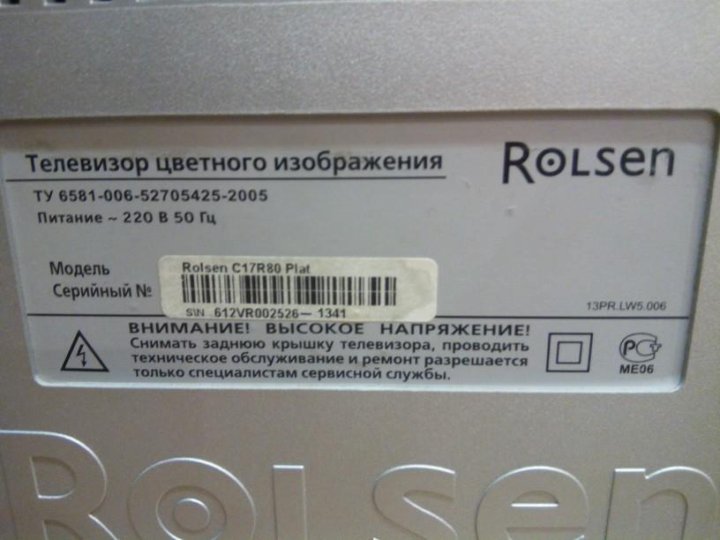 Телевизор цветного изображения
ROLsen
ТУ 6581-006-52705425-2005
Питание ~ 220 В 50 Гц
Модель Rolsen C17R80 Plat
Серийный №
S\N 612VR002526- 1341
13PR.LW5.006
ВНИМАНИЕ! ВЫСОКОЕ НАПРЯЖЕНИЕ!
Снимать заднюю крышку телевизора, проводить
техническое обслуживание и ремонт разрешается
только специалистам сервисной службы.
МЕ06
ROLsen